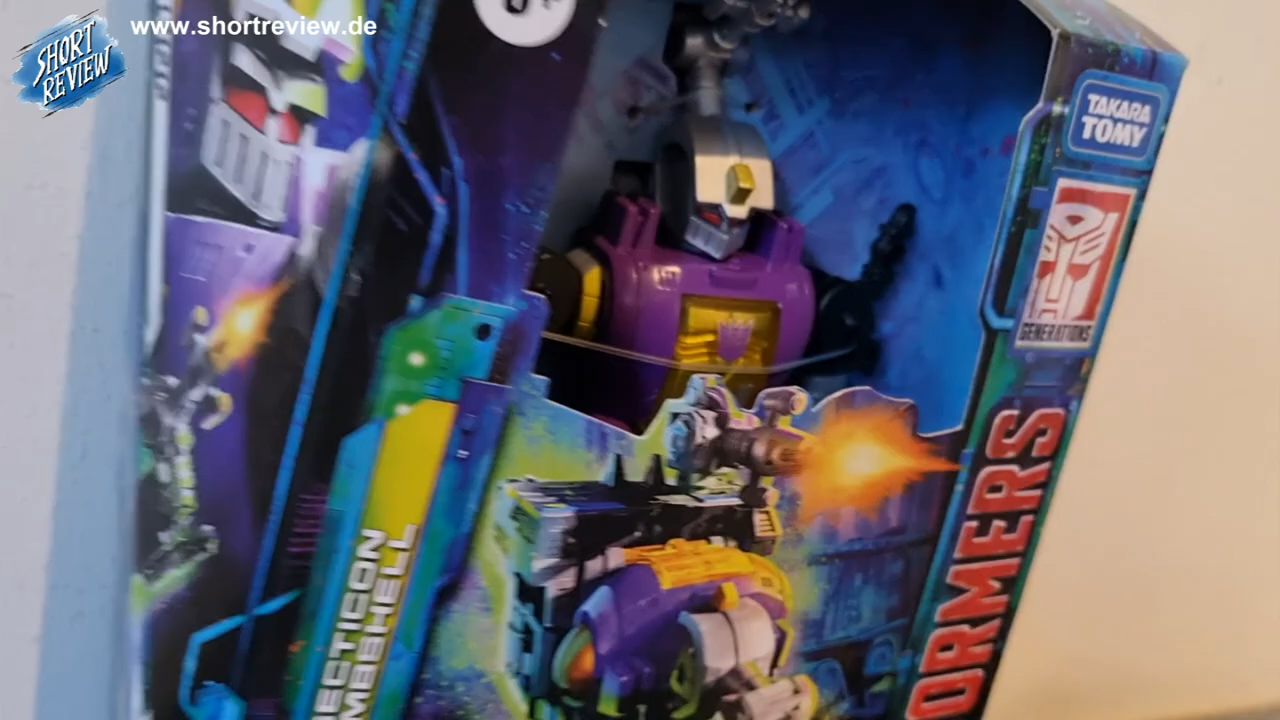 www.shortreview.de
SHORT
REVIEW
TAKARA
TOMY
GENERATIONS
ORMERS
ECTICON
MBSHELL